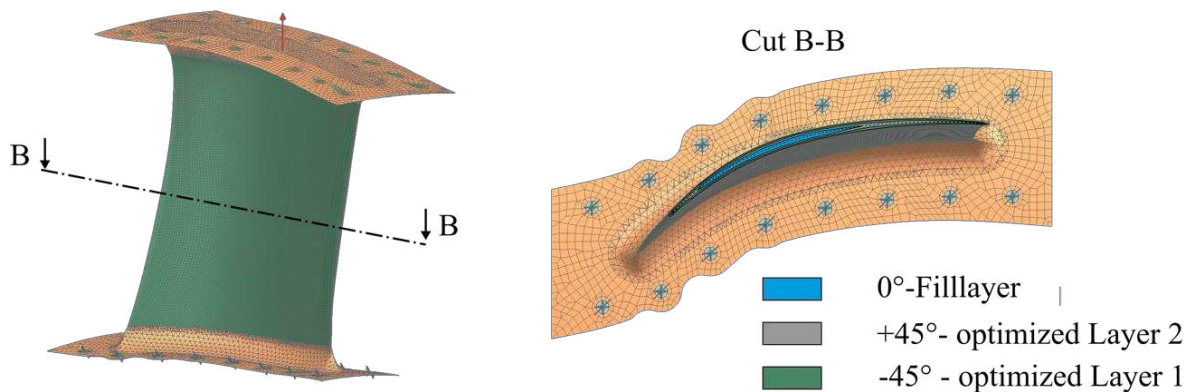 Cut B-B
B
B
0°-Filllayer
+45°- optimized Layer 2
-45° - optimized Layer 1